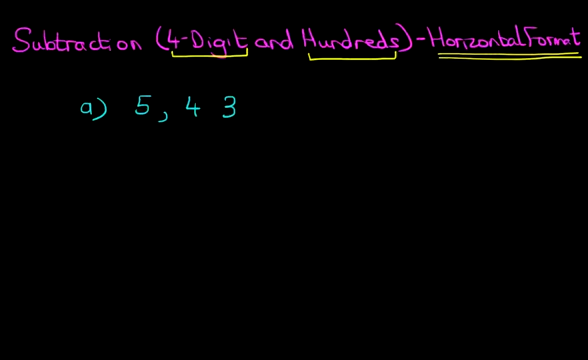 Subtraction (4-Digit and Hundreds) - Horizontal Format
a) 5, 4 3